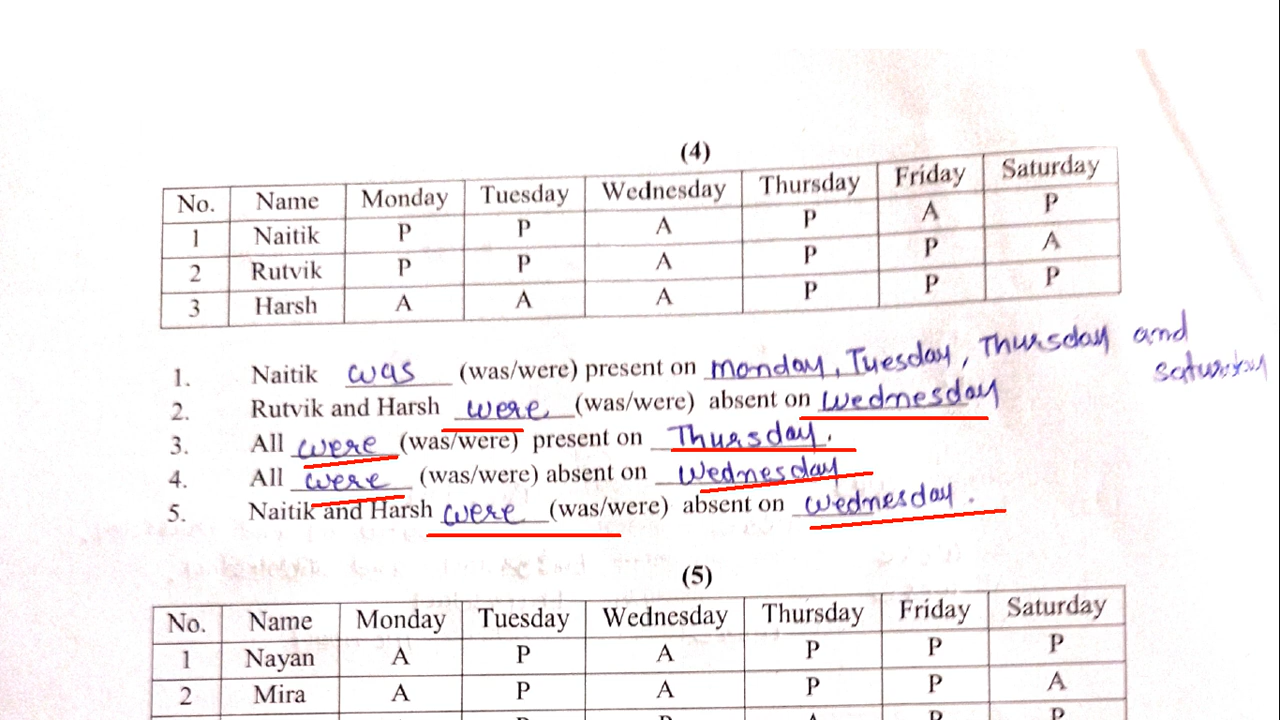 (4)
No. Name Monday Tuesday Wednesday Thursday Friday Saturday
1 Naitik P P A P A P
2 Rutvik P P A P P A
3 Harsh A A A P P P
1. Naitik was (was/were) present on monday, Tuesday, Thursday and
saturday
2. Rutvik and Harsh were (was/were) absent on wednesday
3. All were (was/were) present on Thursday.
4. All were (was/were) absent on wednesday
5. Naitik and Harsh were (was/were) absent on wednesday.
(5)
No. Name Monday Tuesday Wednesday Thursday Friday Saturday
1 Nayan A P A P P P
2 Mira A P A P P A